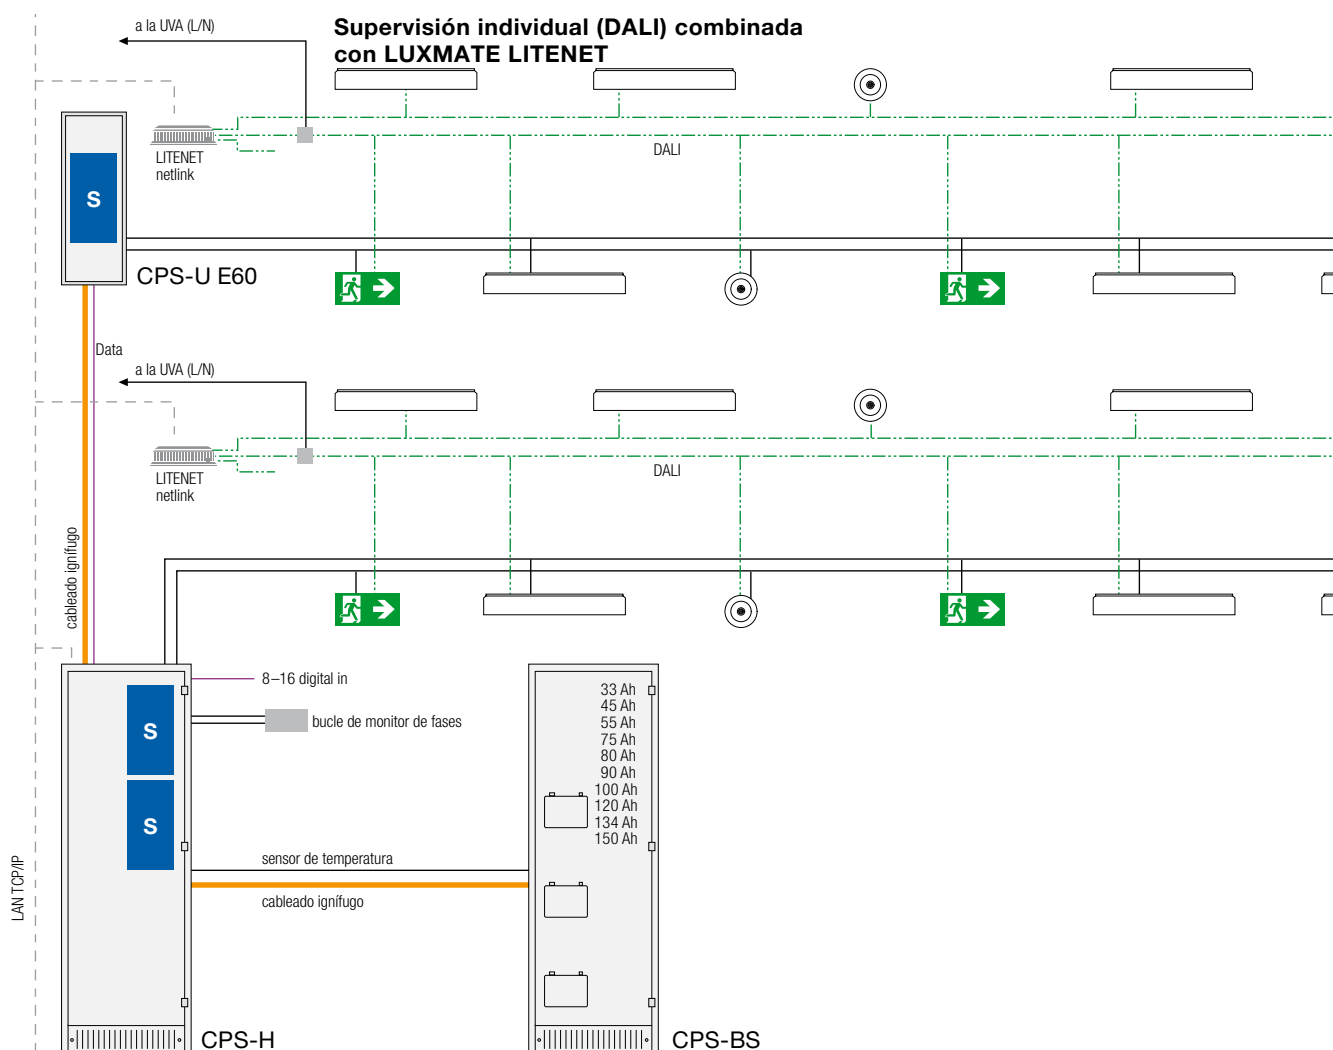 a la UVA (L/N)
Supervisión individual (DALI) combinada
con LUXMATE LITENET
LITENET
netlink
DALI
S
CPS-U E60
Data
a la UVA (L/N)
LITENET
netlink
DALI
cableado ignífugo
8–16 digital in
bucle de monitor de fases
S
S
33 Ah
45 Ah
55 Ah
75 Ah
80 Ah
90 Ah
100 Ah
120 Ah
134 Ah
150 Ah
sensor de temperatura
cableado ignífugo
LAN TCP/IP
CPS-H
CPS-BS